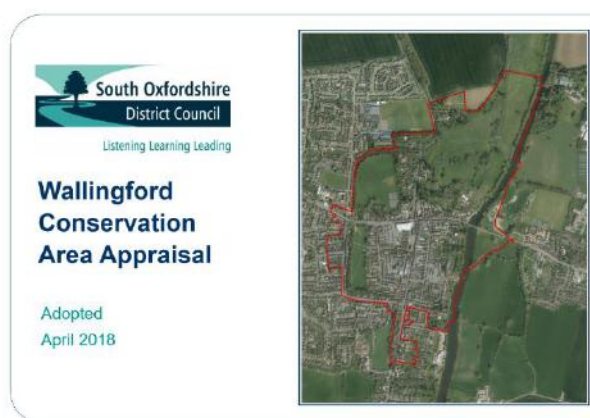 South Oxfordshire
District Council
Listening Learning Leading
Wallingford
Conservation
Area Appraisal
Adopted
April 2018